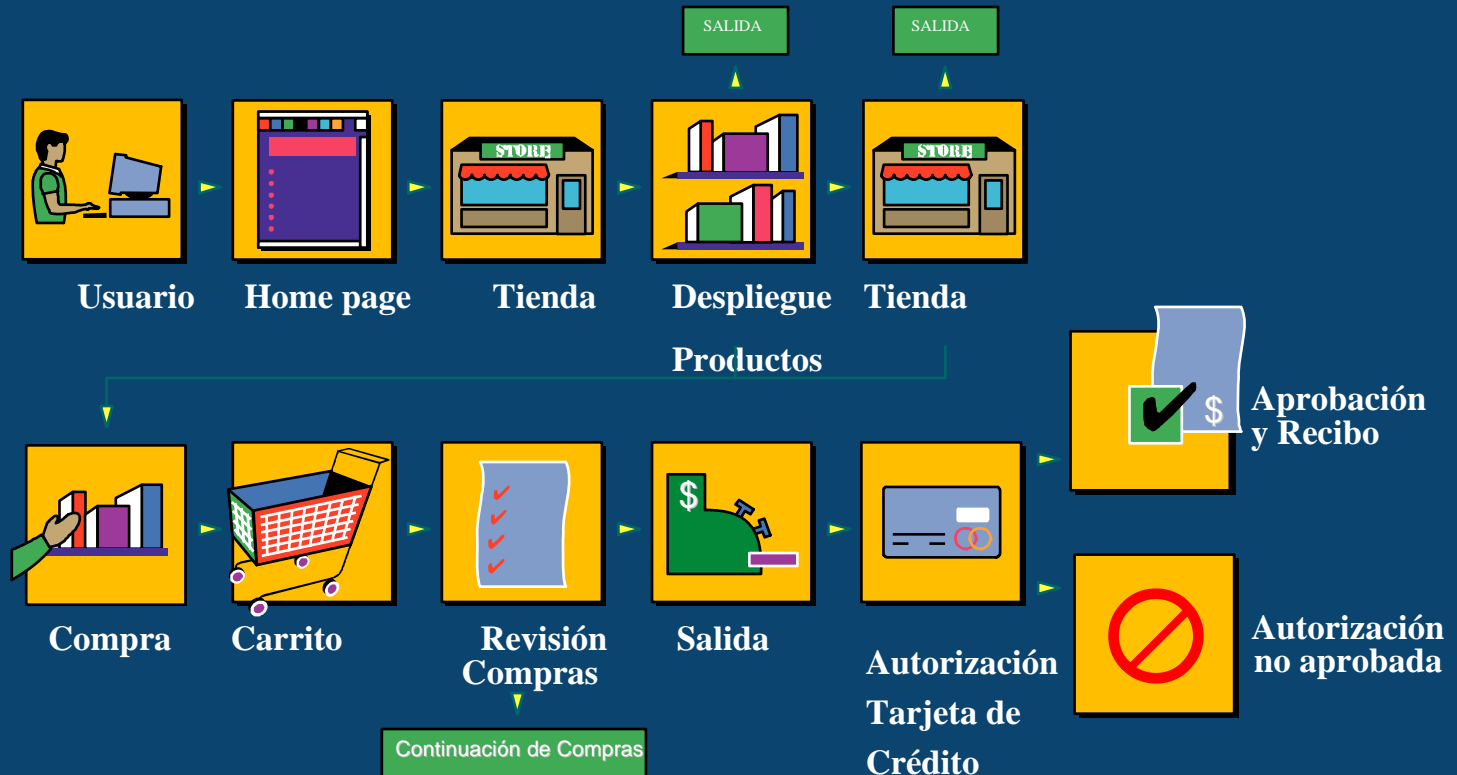 SALIDA
SALIDA
STORE
STORE
Usuario
Home page
Tienda
Despliegue
Productos
Tienda
$
Aprobación
y Recibo
$
Compra
Carrito
Revisión
Compras
Salida
Autorización
Tarjeta de
Crédito
Autorización
no aprobada
Continuación de Compras